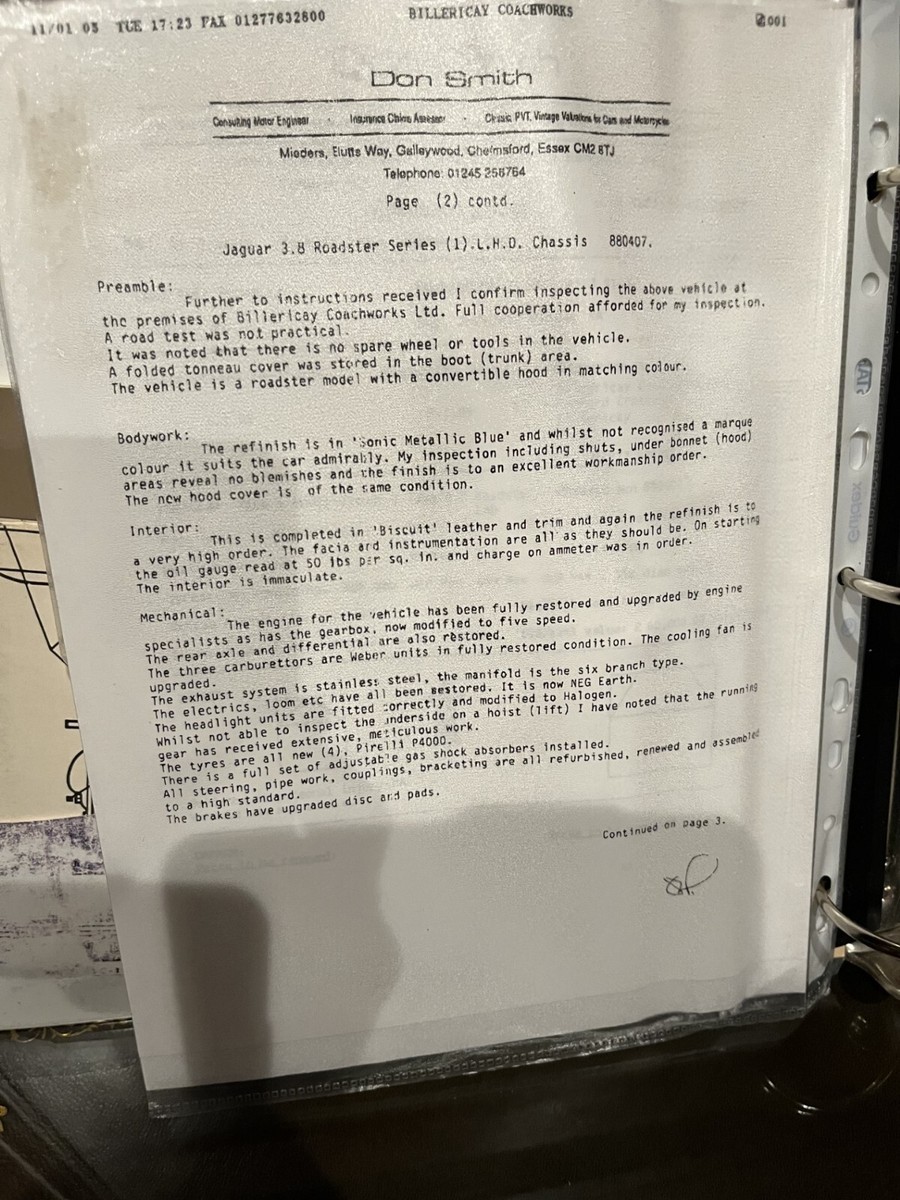 11/01 05 TUE 17:23 FAX 01277632800 BILLERICAY COACHWORKS 001
Don Smith
Consulting Motor Engineer · Insurance Claims Assessor · Classic, PVT, Vintage Valuations for Cars and Motorcycles
Galleywood, Chelmsford, Essex CM2 8TJ
Telephone: 01245 258764
Page (2) contd.
Jaguar 3.8 Roadster Series (1).L.H.D. Chassis 880407.
Preamble:
Further to instructions received I confirm inspecting the above vehicle at
the premises of Billericay Coachworks Ltd. Full cooperation afforded for my inspection.
A road test was not practical.
It was noted that there is no spare wheel or tools in the vehicle.
A folded tonneau cover was stored in the boot (trunk) area.
The vehicle is a roadster model with a convertible hood in matching colour.
Bodywork:
The refinish is in 'Sonic Metallic Blue' and whilst not recognised a marque
colour it suits the car admirably. My inspection including shuts, under bonnet (hood)
areas reveal no blemishes and the finish is to an excellent workmanship order.
The new hood cover is of the same condition.
Interior:
This is completed in 'Biscuit' leather and trim and again the refinish is to
a very high order. The facia and instrumentation are all as they should be. On starting
the oil gauge read at 50 lbs per sq. in. and charge on ammeter was in order.
The interior is immaculate.
Mechanical:
The engine for the vehicle has been fully restored and upgraded by engine
specialists as has the gearbox, now modified to five speed.
The rear axle and differential are also restored.
The three carburettors are Weber units in fully restored condition. The cooling fan is
upgraded.
The exhaust system is stainless steel, the manifold is the six branch type.
The electrics, loom etc have all been restored. It is now NEG Earth.
The headlight units are fitted correctly and modified to Halogen.
Whilst not able to inspect the underside on a hoist (lift) I have noted that the running
gear has received extensive, meticulous work.
The tyres are all new (4), Pirelli P4000.
There is a full set of adjustable gas shock absorbers installed.
All steering, pipe work, couplings, bracketing are all refurbished, renewed and assembled
to a high standard.
The brakes have upgraded disc and pads.
Continued on page 3.